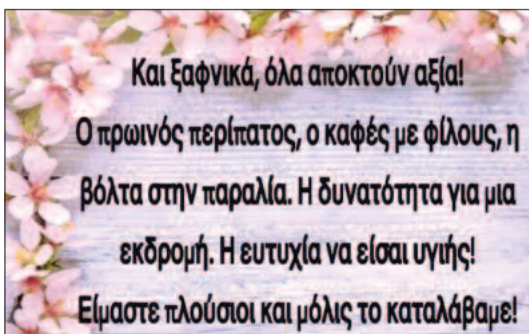 Και ξαφνικά, όλα αποκτούν αξία!
Ο πρωινός περίπατος, ο καφές με φίλους, η
βόλτα στην παραλία. Η δυνατότητα για μια
εκδρομή. Η ευτυχία να είσαι υγιής!
Είμαστε πλούσιοι και μόλις το καταλάβαμε!